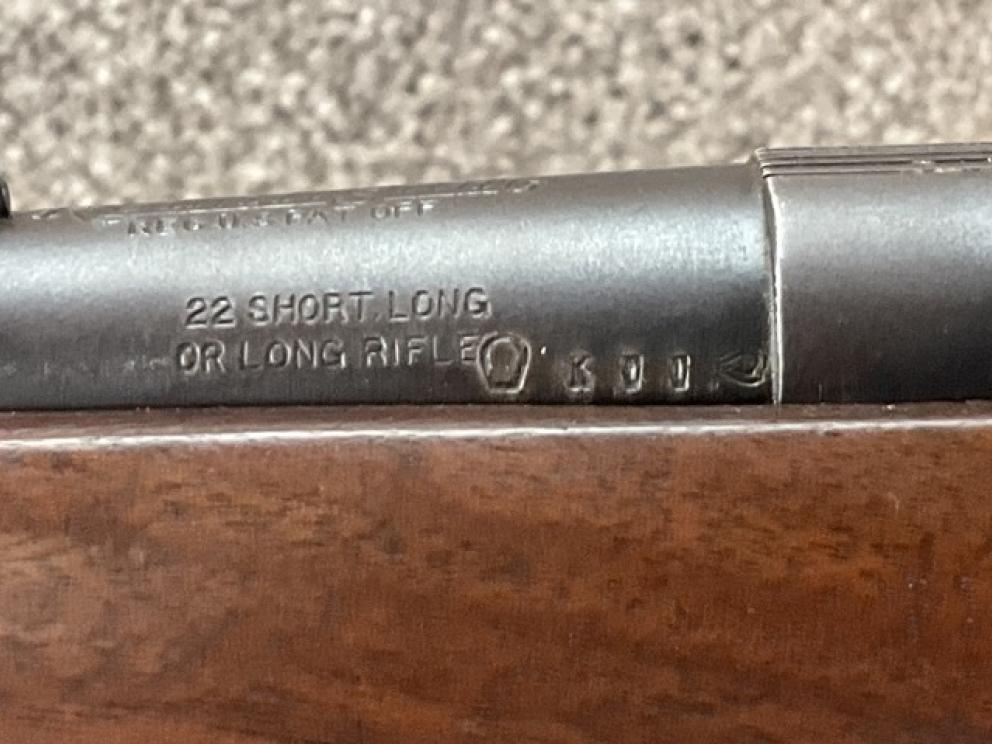 REG. U.S. PAT. OFF.
22 SHORT, LONG
OR LONG RIFLE
K